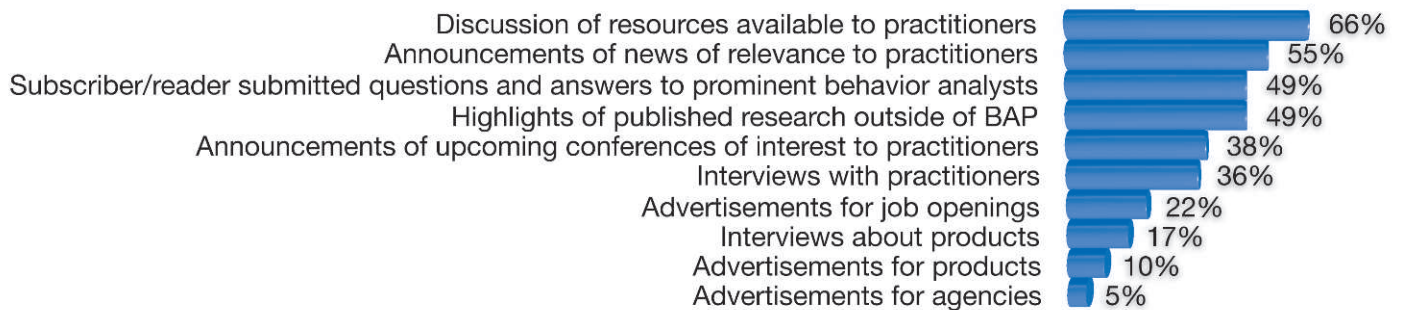 Discussion of resources available to practitioners 66%
Announcements of news of relevance to practitioners 55%
Subscriber/reader submitted questions and answers to prominent behavior analysts 49%
Highlights of published research outside of BAP 49%
Announcements of upcoming conferences of interest to practitioners 38%
Interviews with practitioners 36%
Advertisements for job openings 22%
Interviews about products 17%
Advertisements for products 10%
Advertisements for agencies 5%